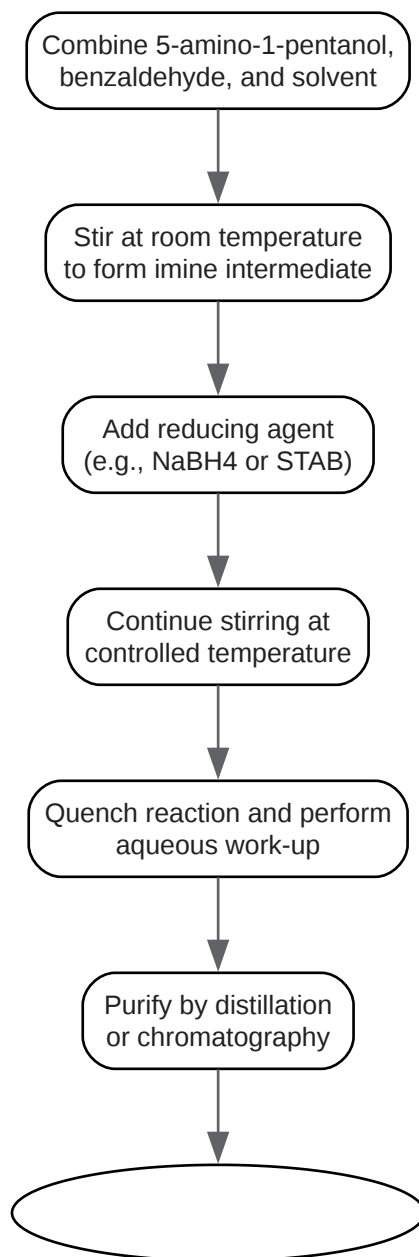 Combine 5-amino-1-pentanol,
benzaldehyde, and solvent
Stir at room temperature
to form imine intermediate
Add reducing agent
(e.g., NaBH4 or STAB)
Continue stirring at
controlled temperature
Quench reaction and perform
aqueous work-up
Purify by distillation
or chromatography